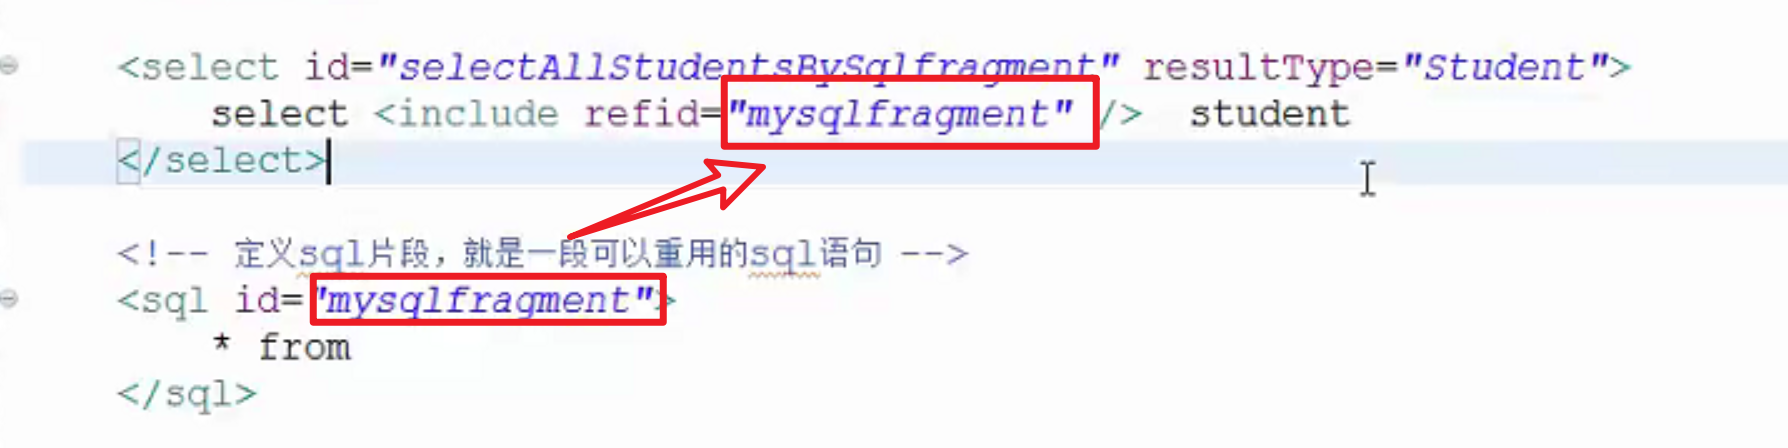 <select id="selectAllStudentsBySqlfragment" resultType="Student">
select <include refid="mysqlfragment" /> student
</select>
<!-- 定义sql片段，就是一段可以重用的sql语句 -->
<sql id="mysqlfragment">
* from
</sql>